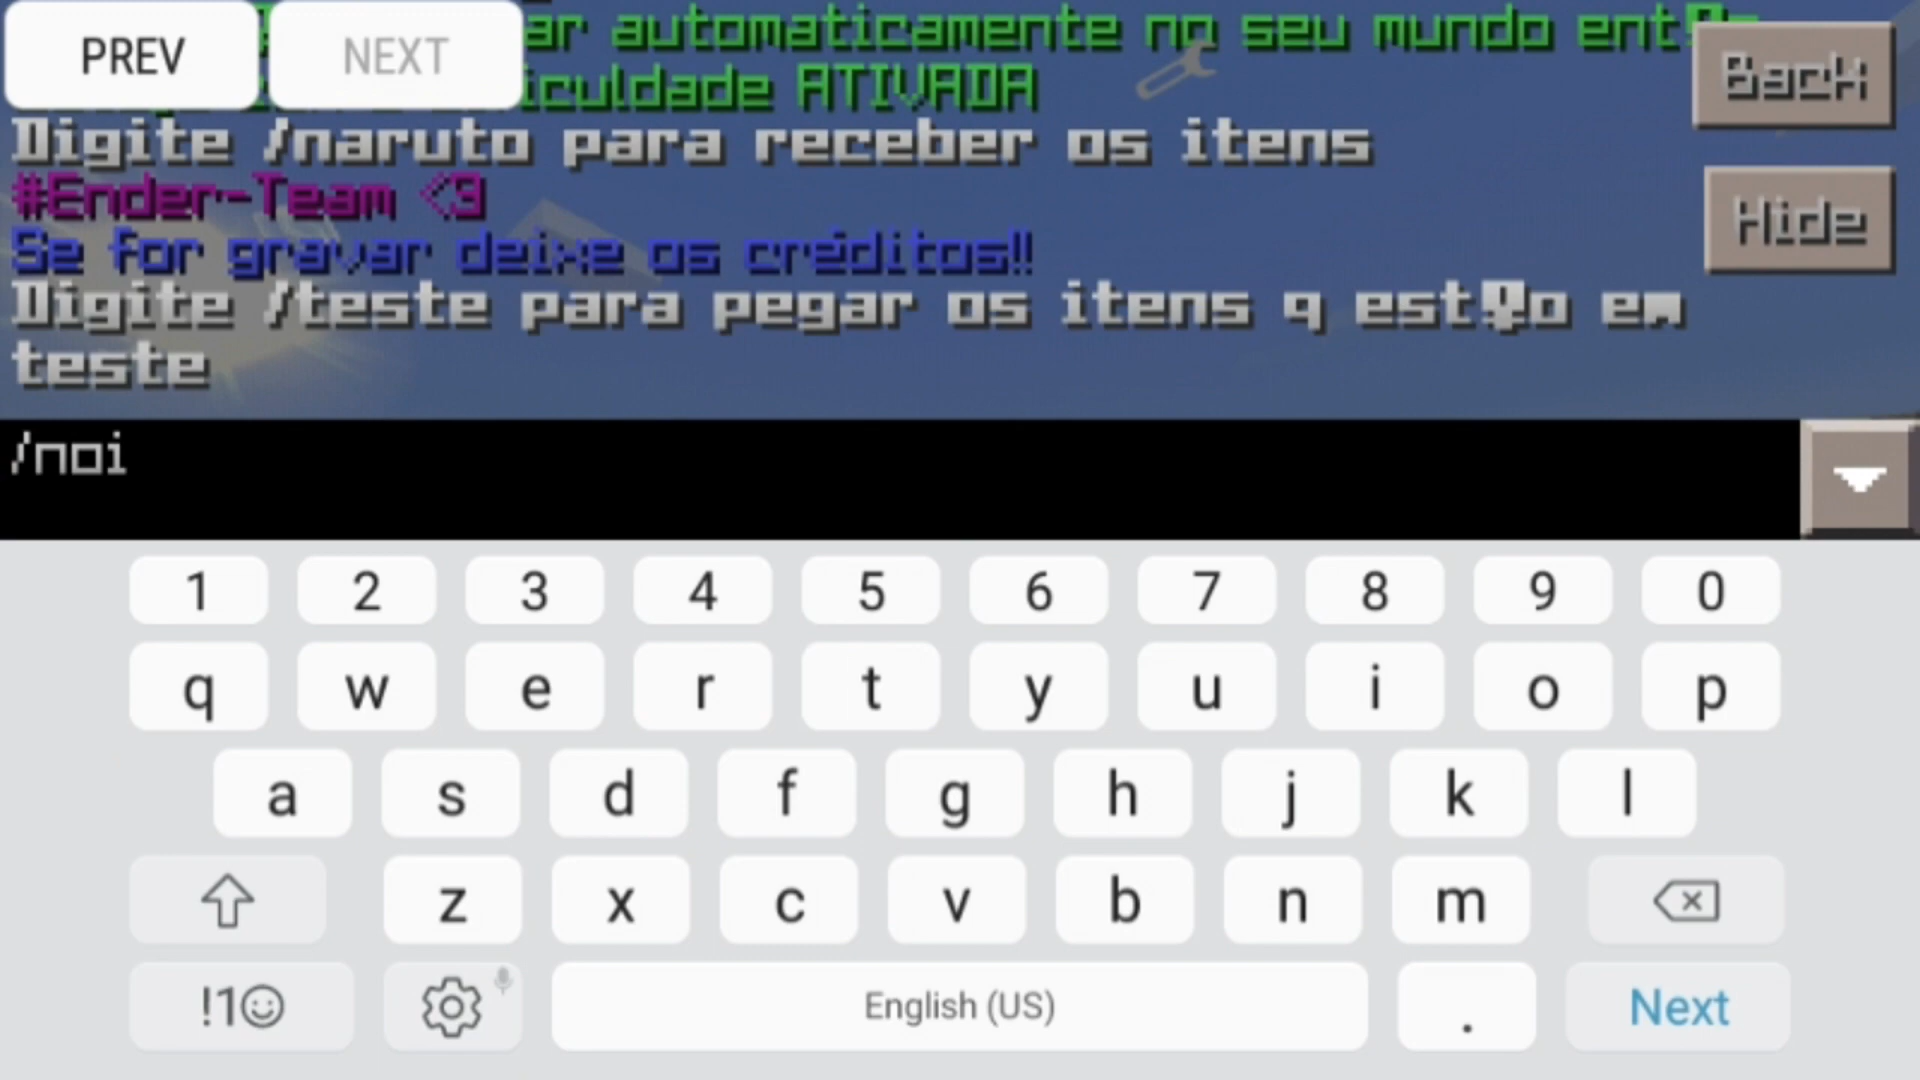 PREV
NEXT
ar automaticamente no seu mundo ent
iculdade ATIVADA
Back
Digite /naruto para receber os itens
#Ender-Team <3
Hide
Se for gravar deixe os créditos!!
Digite /teste para pegar os itens q est o em
teste
/noi
1 2 3 4 5 6 7 8 9 0
q w e r t y u i o p
a s d f g h j k l
z x c v b n m
!1☺ English (US) . Next